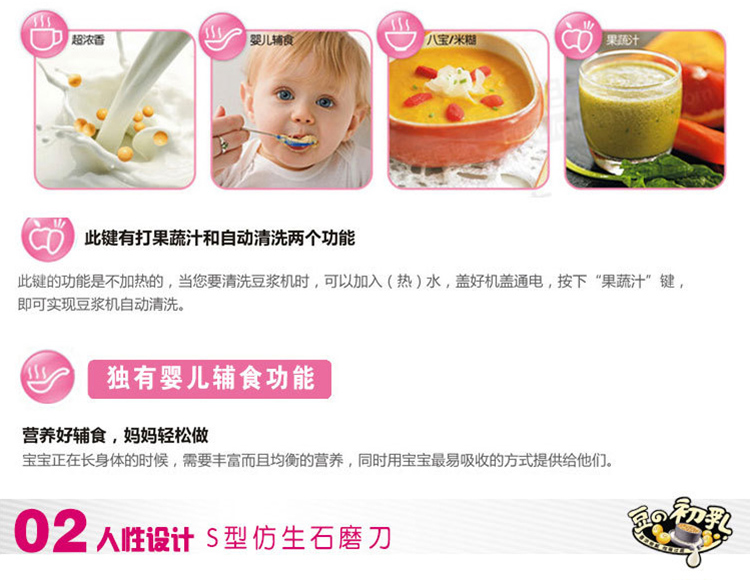 超浓香
婴儿辅食
八宝/米糊
果蔬汁
此键有打果蔬汁和自动清洗两个功能
此键的功能是不加热的，当您要清洗豆浆机时，可以加入（热）水，盖好机盖通电，按下“果蔬汁”键，
即可实现豆浆机自动清洗。
独有婴儿辅食功能
营养好辅食，妈妈轻松做
宝宝正在长身体的时候，需要丰富而且均衡的营养，同时用宝宝最易吸收的方式提供给他们。
02 人性设计 S型仿生石磨刀
豆の初乳